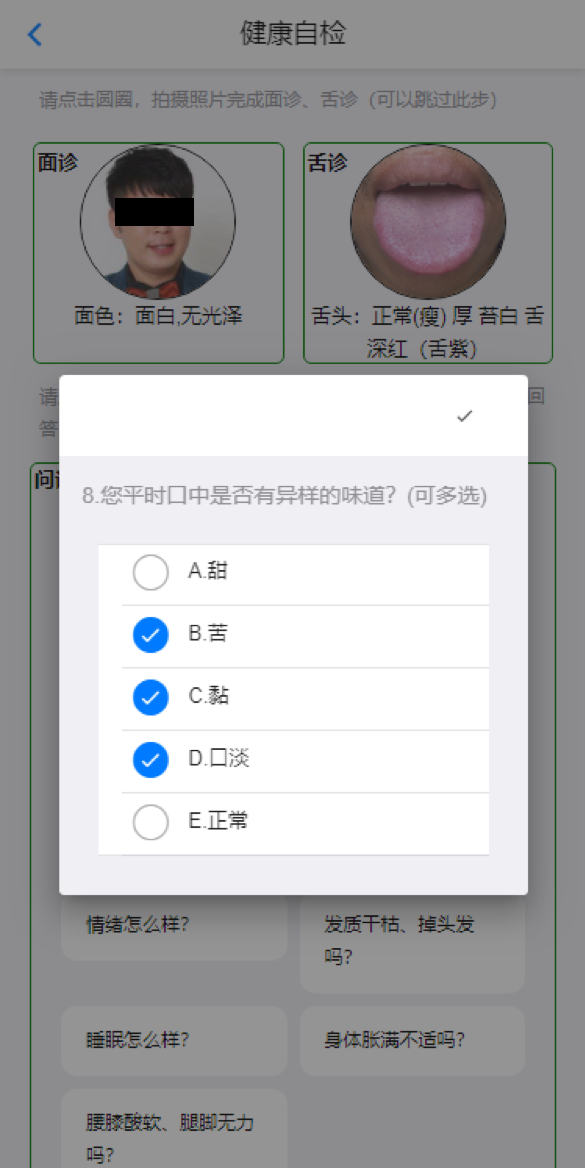 健康自检
请点击圆圈，拍摄照片完成面诊、舌诊（可以跳过此步）
面诊
舌诊
面色：面白,无光泽
舌头：正常(瘦) 厚 苔白 舌
深红（舌紫）
请
回
答
问
8.您平时口中是否有异样的味道？(可多选)
A.甜
B.苦
C.黏
D.口淡
E.正常
情绪怎么样？
发质干枯、掉头发
吗？
睡眠怎么样？
身体胀满不适吗？
腰膝酸软、腿脚无力
吗？